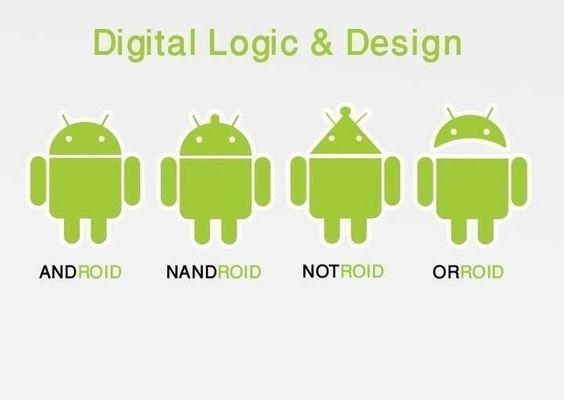 Digital Logic & Design
ANDROID NANDROID NOTROID ORROID